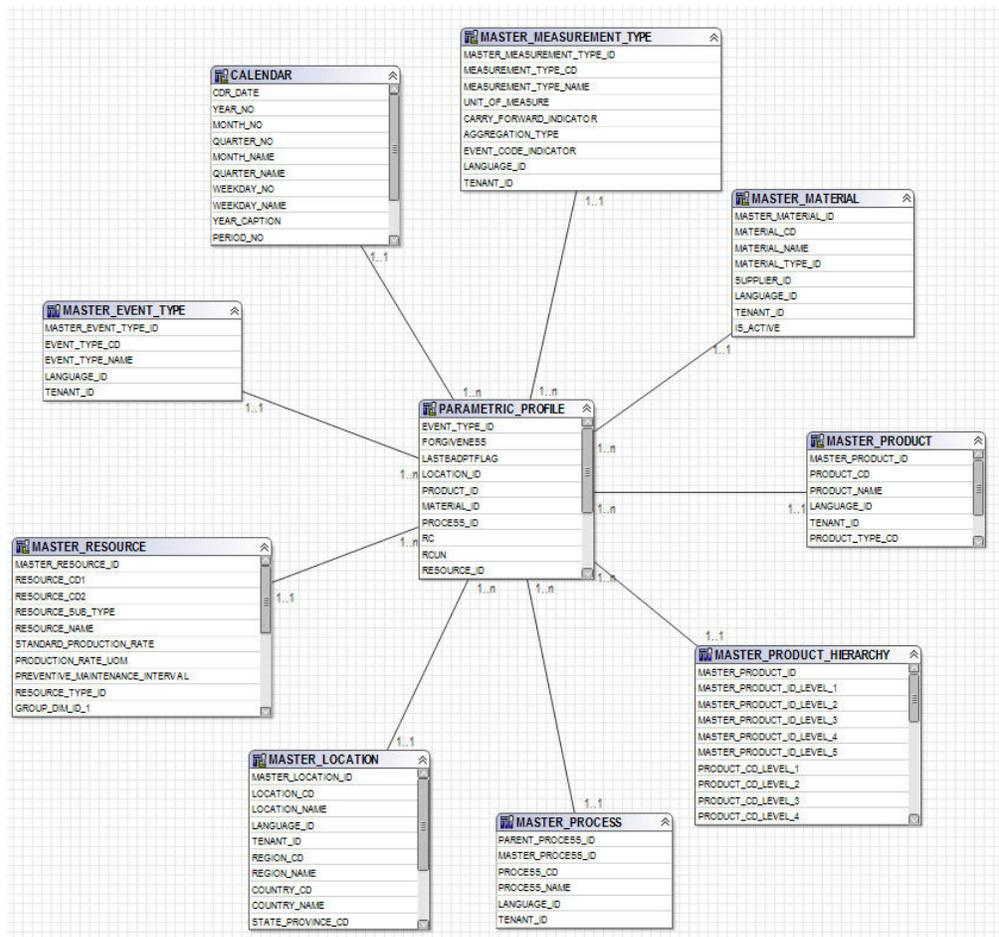 MASTER_MEASUREMENT_TYPE
MASTER_MEASUREMENT_TYPE_ID
MEASUREMENT_TYPE_CD
MEASUREMENT_TYPE_NAME
UNIT_OF_MEASURE
CARRY_FORWARD_INDICATOR
AGGREGATION_TYPE
EVENT_CODE_INDICATOR
LANGUAGE_ID
TENANT_ID
1..1
CALENDAR
CDR_DATE
YEAR_NO
MONTH_NO
QUARTER_NO
MONTH_NAME
QUARTER_NAME
WEEKDAY_NO
WEEKDAY_NAME
YEAR_CAPTION
PERIOD_NO
1..1
MASTER_MATERIAL
MASTER_MATERIAL_ID
MATERIAL_CD
MATERIAL_NAME
MATERIAL_TYPE_ID
SUPPLIER_ID
LANGUAGE_ID
TENANT_ID
IS_ACTIVE
1..1
MASTER_EVENT_TYPE
MASTER_EVENT_TYPE_ID
EVENT_TYPE_CD
EVENT_TYPE_NAME
LANGUAGE_ID
TENANT_ID
1..1
1..n
1..n
PARAMETRIC_PROFILE
EVENT_TYPE_ID
FORGIVENESS
LASTBADPTFLAG
LOCATION_ID
PRODUCT_ID
MATERIAL_ID
PROCESS_ID
RC
RCUN
RESOURCE_ID
1..n
1..n
1..n
1..n
1..n
1..n
1..n
MASTER_PRODUCT
MASTER_PRODUCT_ID
PRODUCT_CD
PRODUCT_NAME
LANGUAGE_ID
TENANT_ID
PRODUCT_TYPE_CD
1..1
MASTER_RESOURCE
MASTER_RESOURCE_ID
RESOURCE_CD1
RESOURCE_CD2
RESOURCE_SUB_TYPE
RESOURCE_NAME
STANDARD_PRODUCTION_RATE
PRODUCTION_RATE_UOM
PREVENTIVE_MAINTENANCE_INTERVAL
RESOURCE_TYPE_ID
GROUP_DIM_ID_1
1..1
1..1
MASTER_PRODUCT_HIERARCHY
MASTER_PRODUCT_ID
MASTER_PRODUCT_ID_LEVEL_1
MASTER_PRODUCT_ID_LEVEL_2
MASTER_PRODUCT_ID_LEVEL_3
MASTER_PRODUCT_ID_LEVEL_4
MASTER_PRODUCT_ID_LEVEL_5
PRODUCT_CD_LEVEL_1
PRODUCT_CD_LEVEL_2
PRODUCT_CD_LEVEL_3
PRODUCT_CD_LEVEL_4
1..1
MASTER_LOCATION
MASTER_LOCATION_ID
LOCATION_CD
LOCATION_NAME
LANGUAGE_ID
TENANT_ID
REGION_CD
REGION_NAME
COUNTRY_CD
COUNTRY_NAME
STATE_PROVINCE_CD
1..1
MASTER_PROCESS
PARENT_PROCESS_ID
MASTER_PROCESS_ID
PROCESS_CD
PROCESS_NAME
LANGUAGE_ID
TENANT_ID